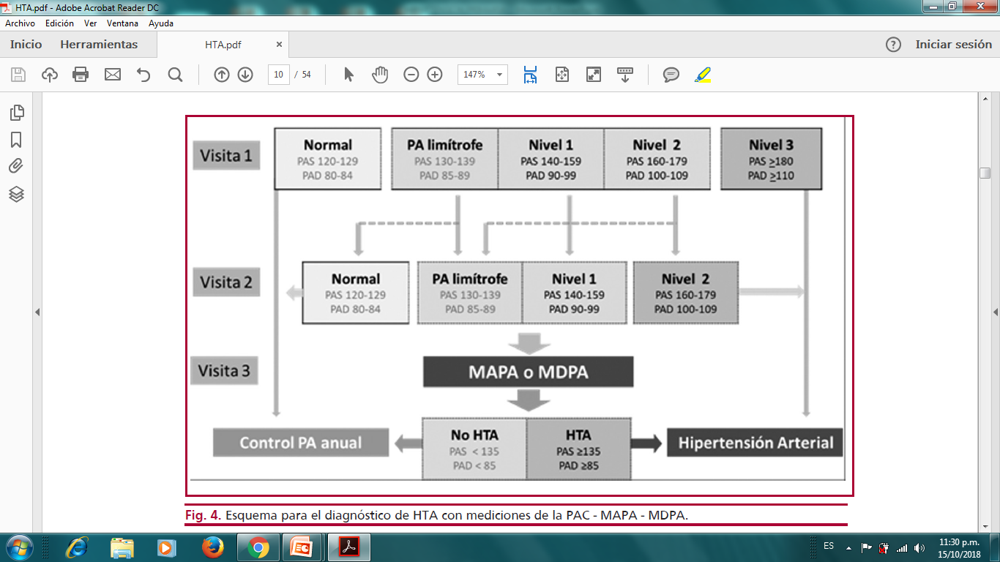 HTA.pdf - Adobe Acrobat Reader DC
Archivo Edición Ver Ventana Ayuda
Inicio Herramientas HTA.pdf × ? Iniciar sesión
10 / 54 147%
Visita 1
Normal
PAS 120-129
PAD 80-84
PA limítrofe
PAS 130-139
PAD 85-89
Nivel 1
PAS 140-159
PAD 90-99
Nivel 2
PAS 160-179
PAD 100-109
Nivel 3
PAS ≥180
PAD ≥110
Visita 2
Normal
PAS 120-129
PAD 80-84
PA limítrofe
PAS 130-139
PAD 85-89
Nivel 1
PAS 140-159
PAD 90-99
Nivel 2
PAS 160-179
PAD 100-109
Visita 3
MAPA o MDPA
Control PA anual
No HTA
PAS < 135
PAD < 85
HTA
PAS ≥135
PAD ≥85
Hipertensión Arterial
Fig. 4. Esquema para el diagnóstico de HTA con mediciones de la PAC - MAPA - MDPA.
ES
11:30 p.m.
15/10/2018